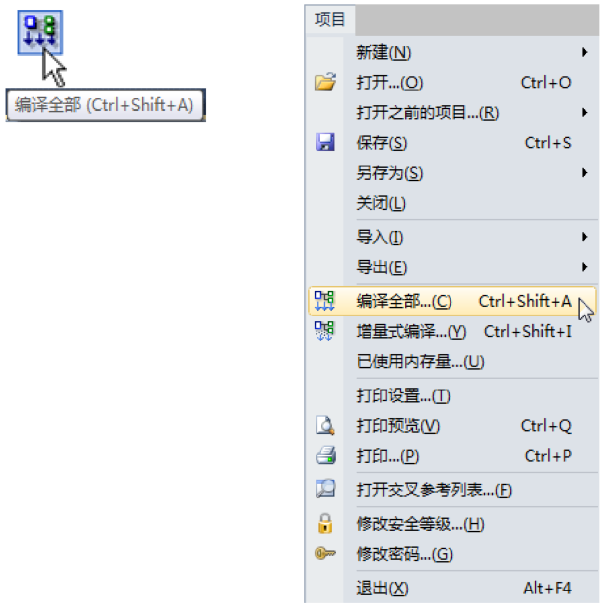 编译全部 (Ctrl+Shift+A)
项目
新建(N)
打开...(O) Ctrl+O
打开之前的项目...(R)
保存(S) Ctrl+S
另存为(S)
关闭(L)
导入(I)
导出(E)
编译全部...(C) Ctrl+Shift+A
增量式编译...(Y) Ctrl+Shift+I
已使用内存量...(U)
打印设置...(T)
打印预览(V) Ctrl+Q
打印...(P) Ctrl+P
打开交叉参考列表...(F)
修改安全等级...(H)
修改密码...(G)
退出(X) Alt+F4